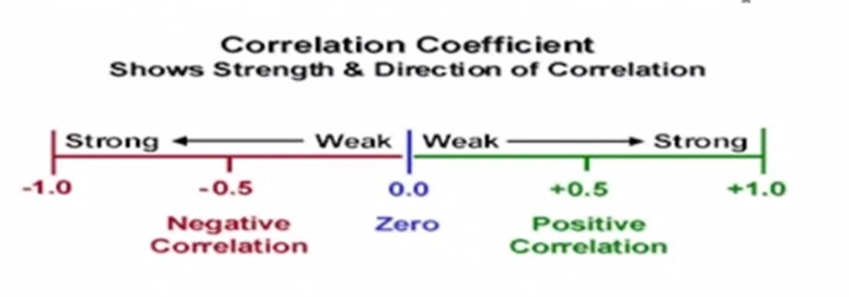 Correlation Coefficient
Shows Strength & Direction of Correlation
Strong Weak Weak Strong
-1.0 -0.5 0.0 +0.5 +1.0
Negative Zero Positive
Correlation Correlation